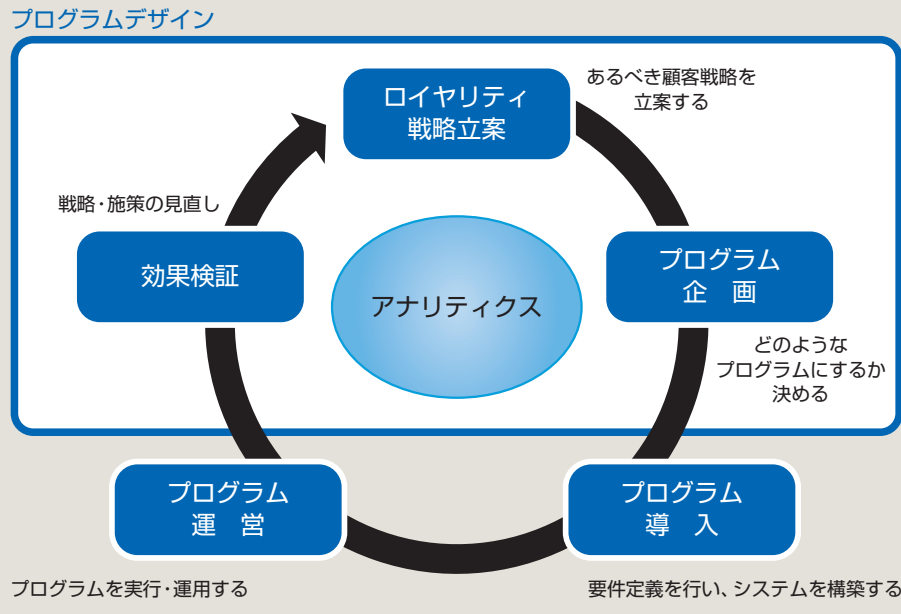 プログラムデザイン
ロイヤリティ
戦略立案
あるべき顧客戦略を
立案する
戦略・施策の見直し
効果検証
アナリティクス
プログラム
企　画
どのような
プログラムにするか
決める
プログラム
運　営
プログラム
導　入
プログラムを実行・運用する
要件定義を行い、システムを構築する